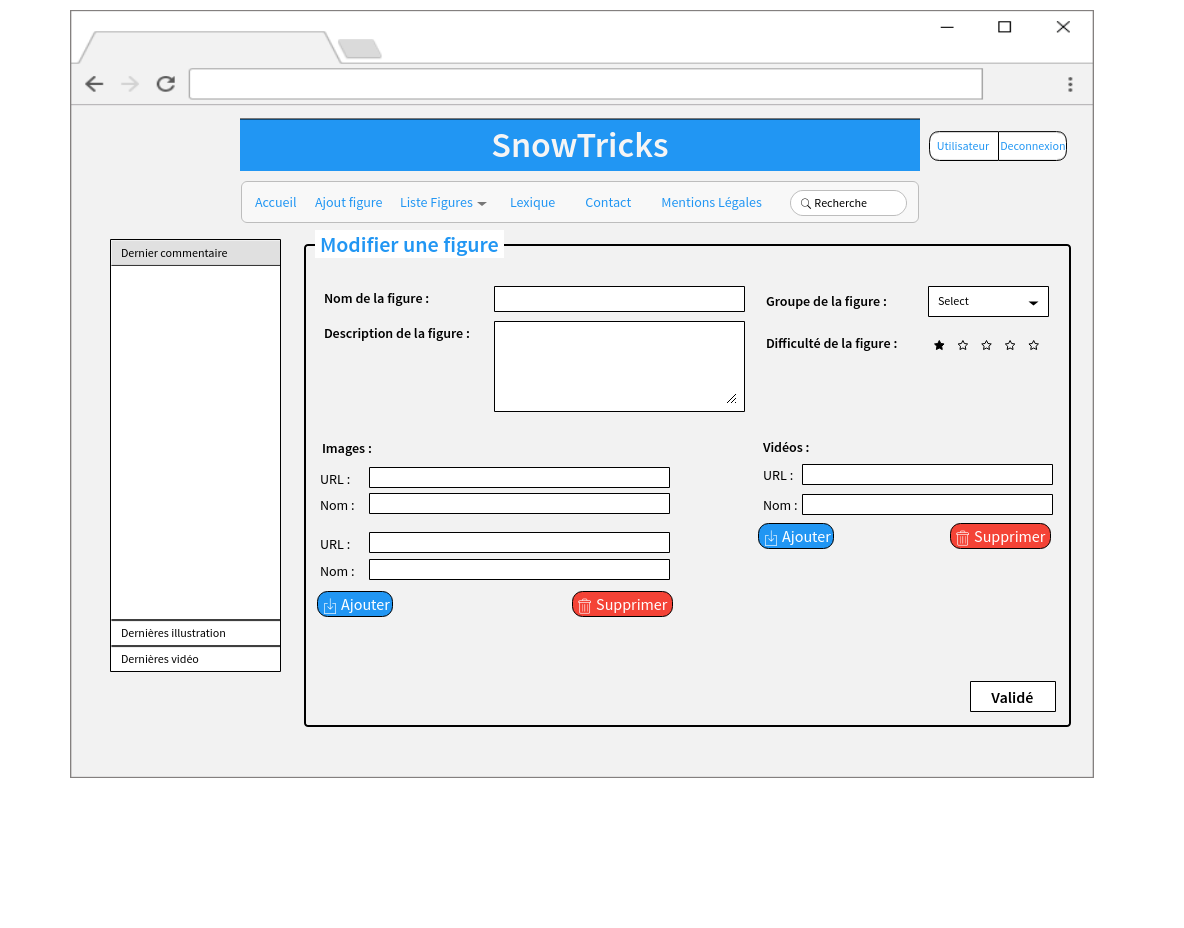 SnowTricks
Utilisateur
Deconnexion
Accueil
Ajout figure
Liste Figures
Lexique
Contact
Mentions Légales
Recherche
Dernier commentaire
Dernières illustration
Dernières vidéo
Modifier une figure
Nom de la figure :
Groupe de la figure :
Select
Description de la figure :
Difficulté de la figure :
Images :
URL :
Nom :
URL :
Nom :
Ajouter
Supprimer
Vidéos :
URL :
Nom :
Ajouter
Supprimer
Validé